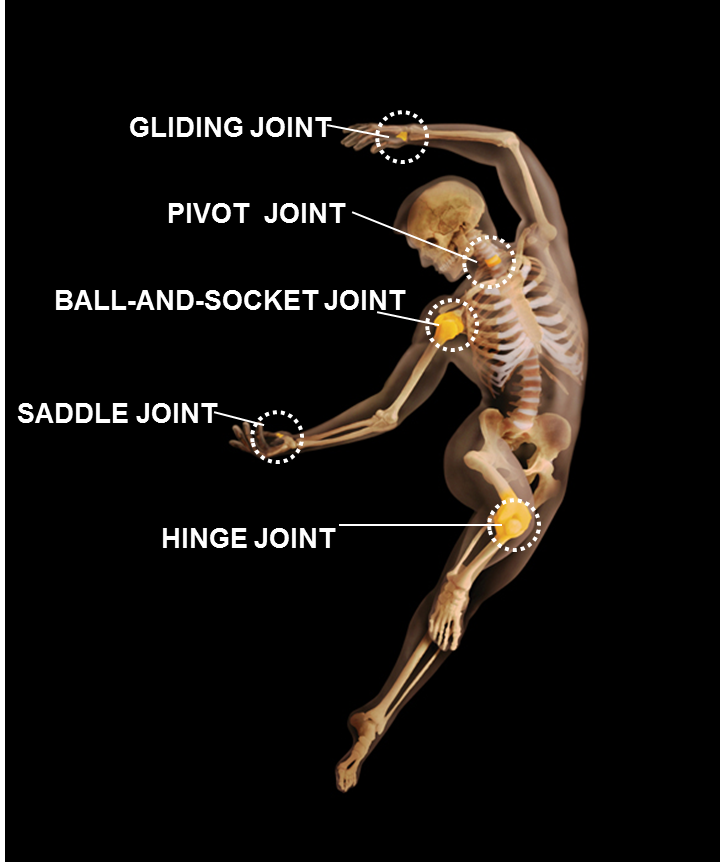 GLIDING JOINT
PIVOT  JOINT
BALL-AND-SOCKET JOINT
SADDLE JOINT
HINGE JOINT